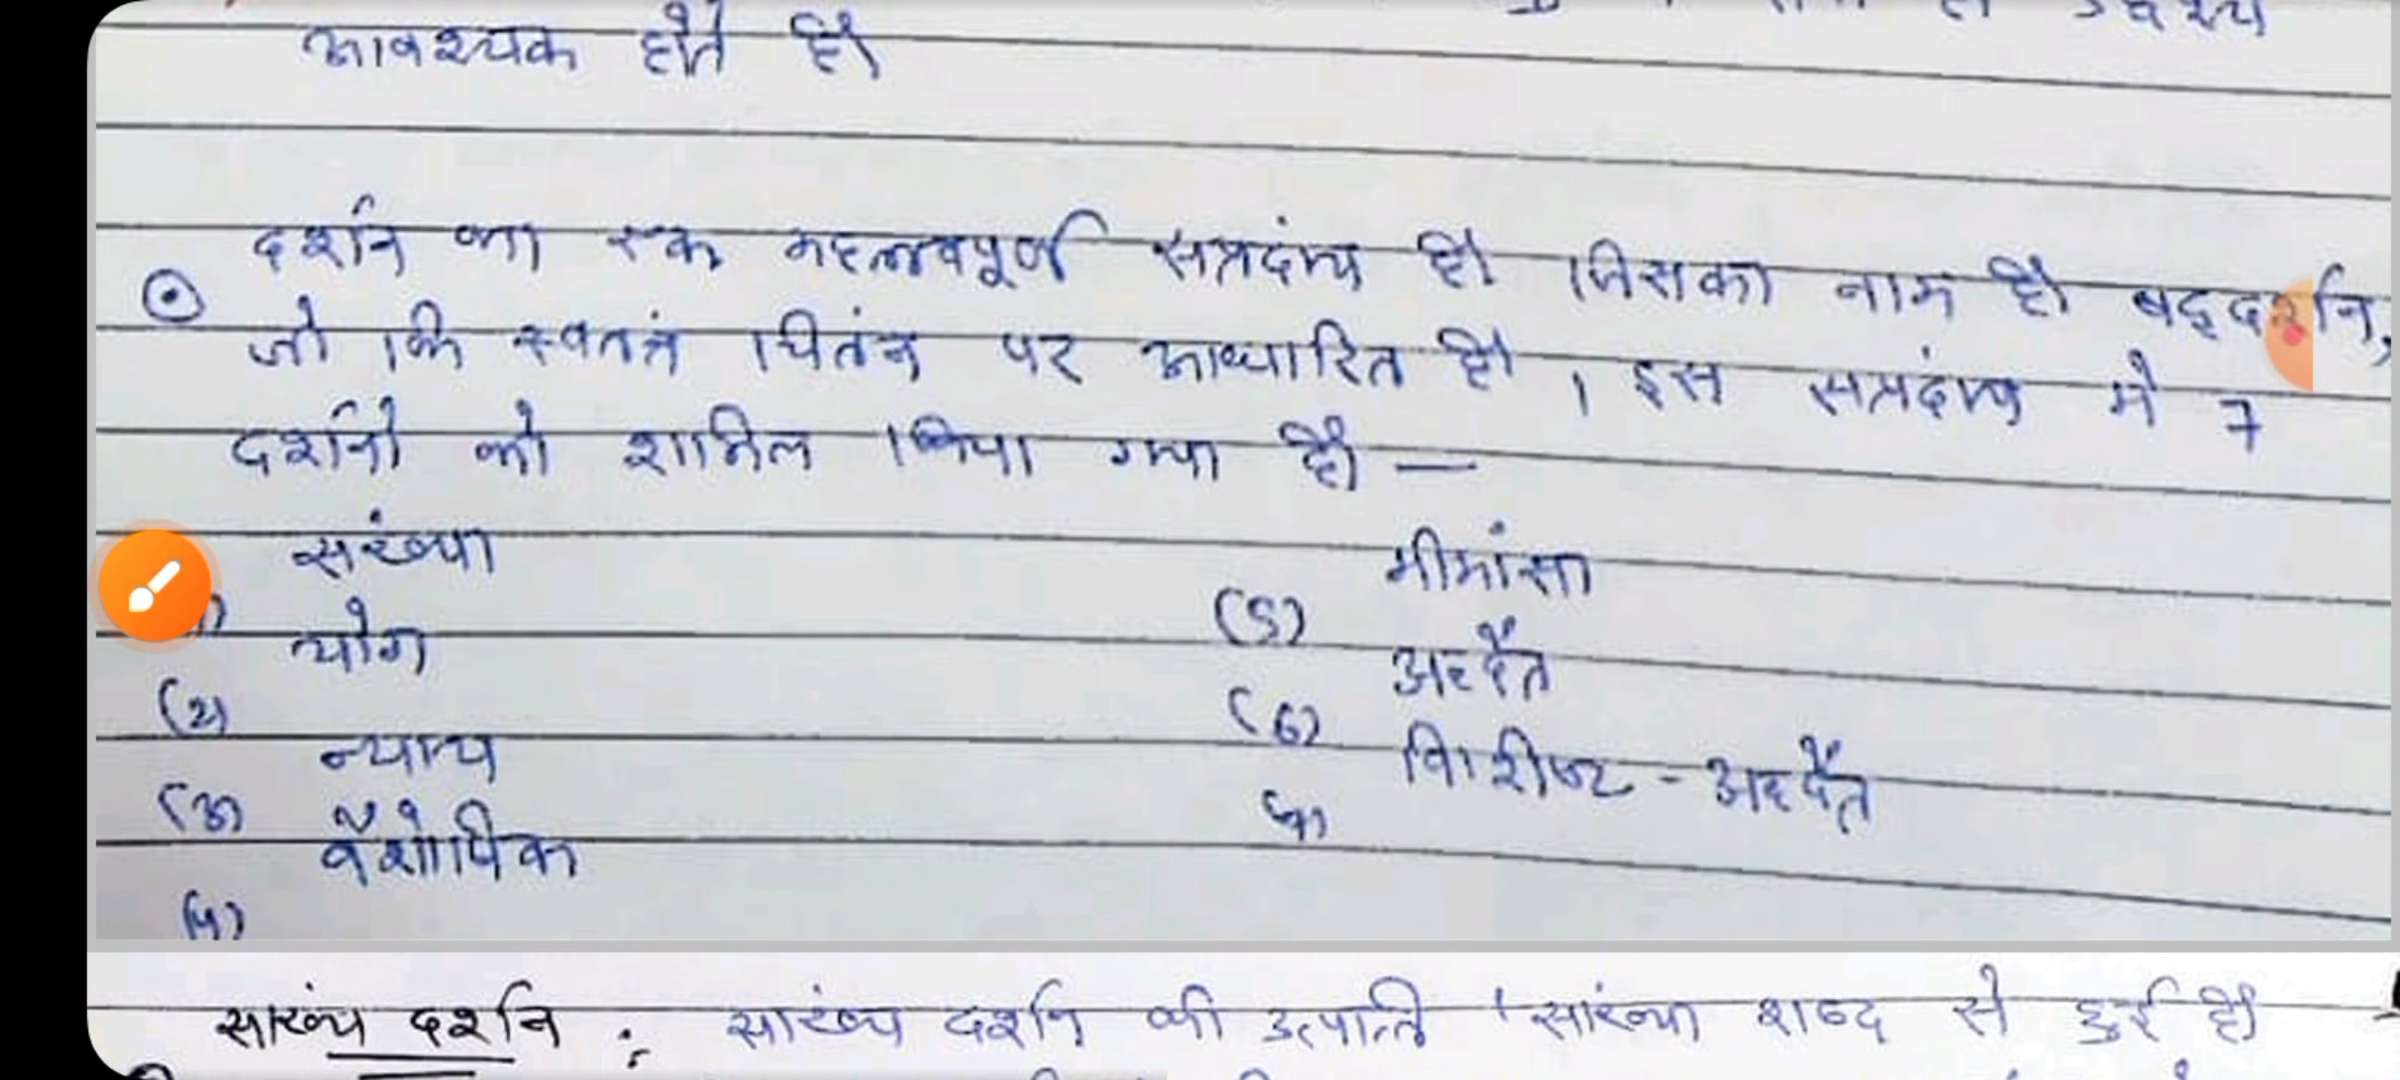 आवश्यक होते है।
दर्शन का एक महत्वपूर्ण सम्प्रदंाय है। जिसका नाम है षड्दर्शन,
जो कि स्वतंत्र चिंतन पर आधारित है। इस सम्प्रदंाय मे 7
दर्शनो को शामिल किया गया है —
संख्या
(2) योग
(3) न्याय
(4) वैशेषिक
(5) मीमांसा
(6) अद्वैत
(7) विशिष्ट - अद्वैत
सांख्य दर्शन : सांख्य दर्शन की उत्पत्ति 'सांख्या शब्द से हुई है